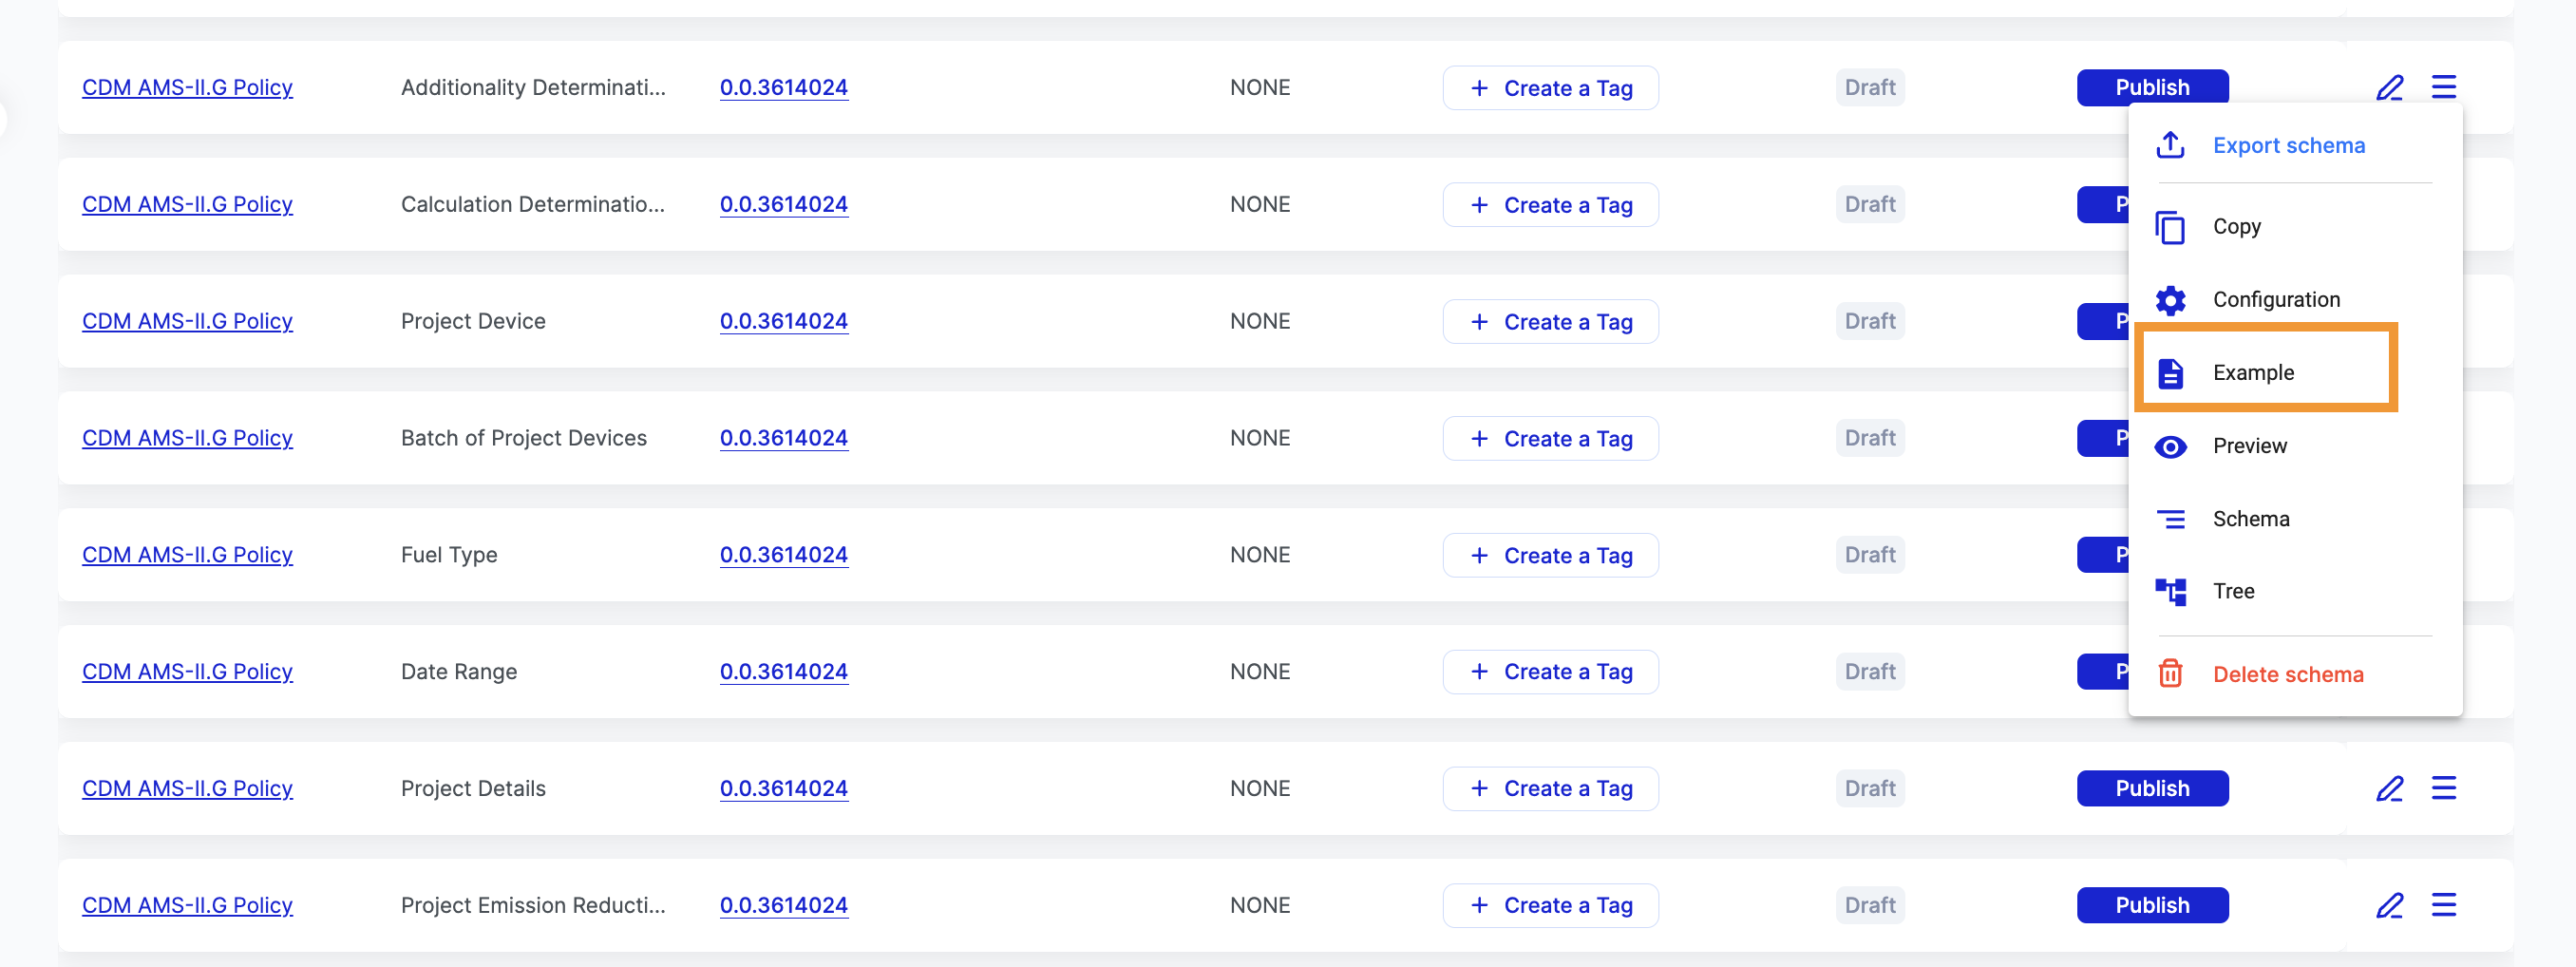 CDM AMS-II.G Policy Additionality Determinati... 0.0.3614024 NONE + Create a Tag Draft Publish
Export schema
CDM AMS-II.G Policy Calculation Determinatio... 0.0.3614024 NONE + Create a Tag Draft P
Copy
Configuration
CDM AMS-II.G Policy Project Device 0.0.3614024 NONE + Create a Tag Draft P
Example
CDM AMS-II.G Policy Batch of Project Devices 0.0.3614024 NONE + Create a Tag Draft P
Preview
Schema
CDM AMS-II.G Policy Fuel Type 0.0.3614024 NONE + Create a Tag Draft P
Tree
CDM AMS-II.G Policy Date Range 0.0.3614024 NONE + Create a Tag Draft P
Delete schema
CDM AMS-II.G Policy Project Details 0.0.3614024 NONE + Create a Tag Draft Publish
CDM AMS-II.G Policy Project Emission Reducti... 0.0.3614024 NONE + Create a Tag Draft Publish